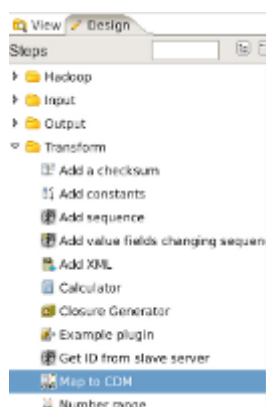 View Design
Steps
Hadoop
Input
Output
Transform
Add a checksum
Add constants
Add sequence
Add value fields changing sequen
Add XML
Calculator
Closure Generator
Example plugin
Get ID from slave server
Map to CDM
Number range